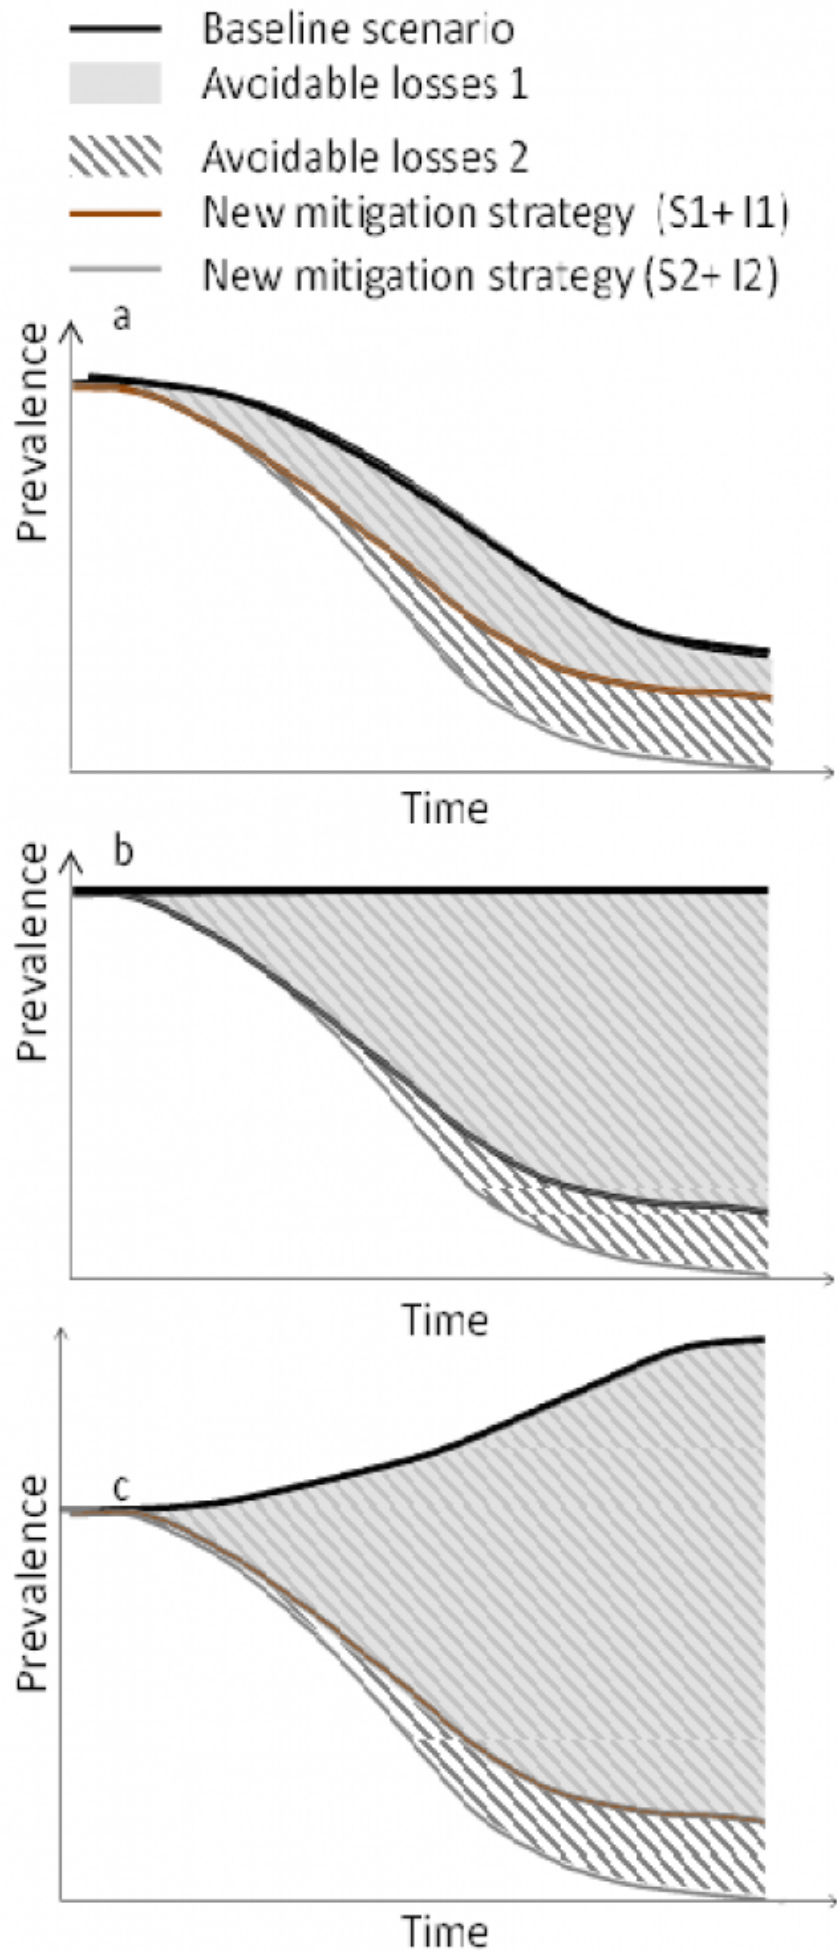 Baseline scenario
Avoidable losses 1
Avoidable losses 2
New mitigation strategy (S1+ I1)
New mitigation strategy (S2+ I2)
a
Prevalence
Time
b
Prevalence
Time
c
Prevalence
Time